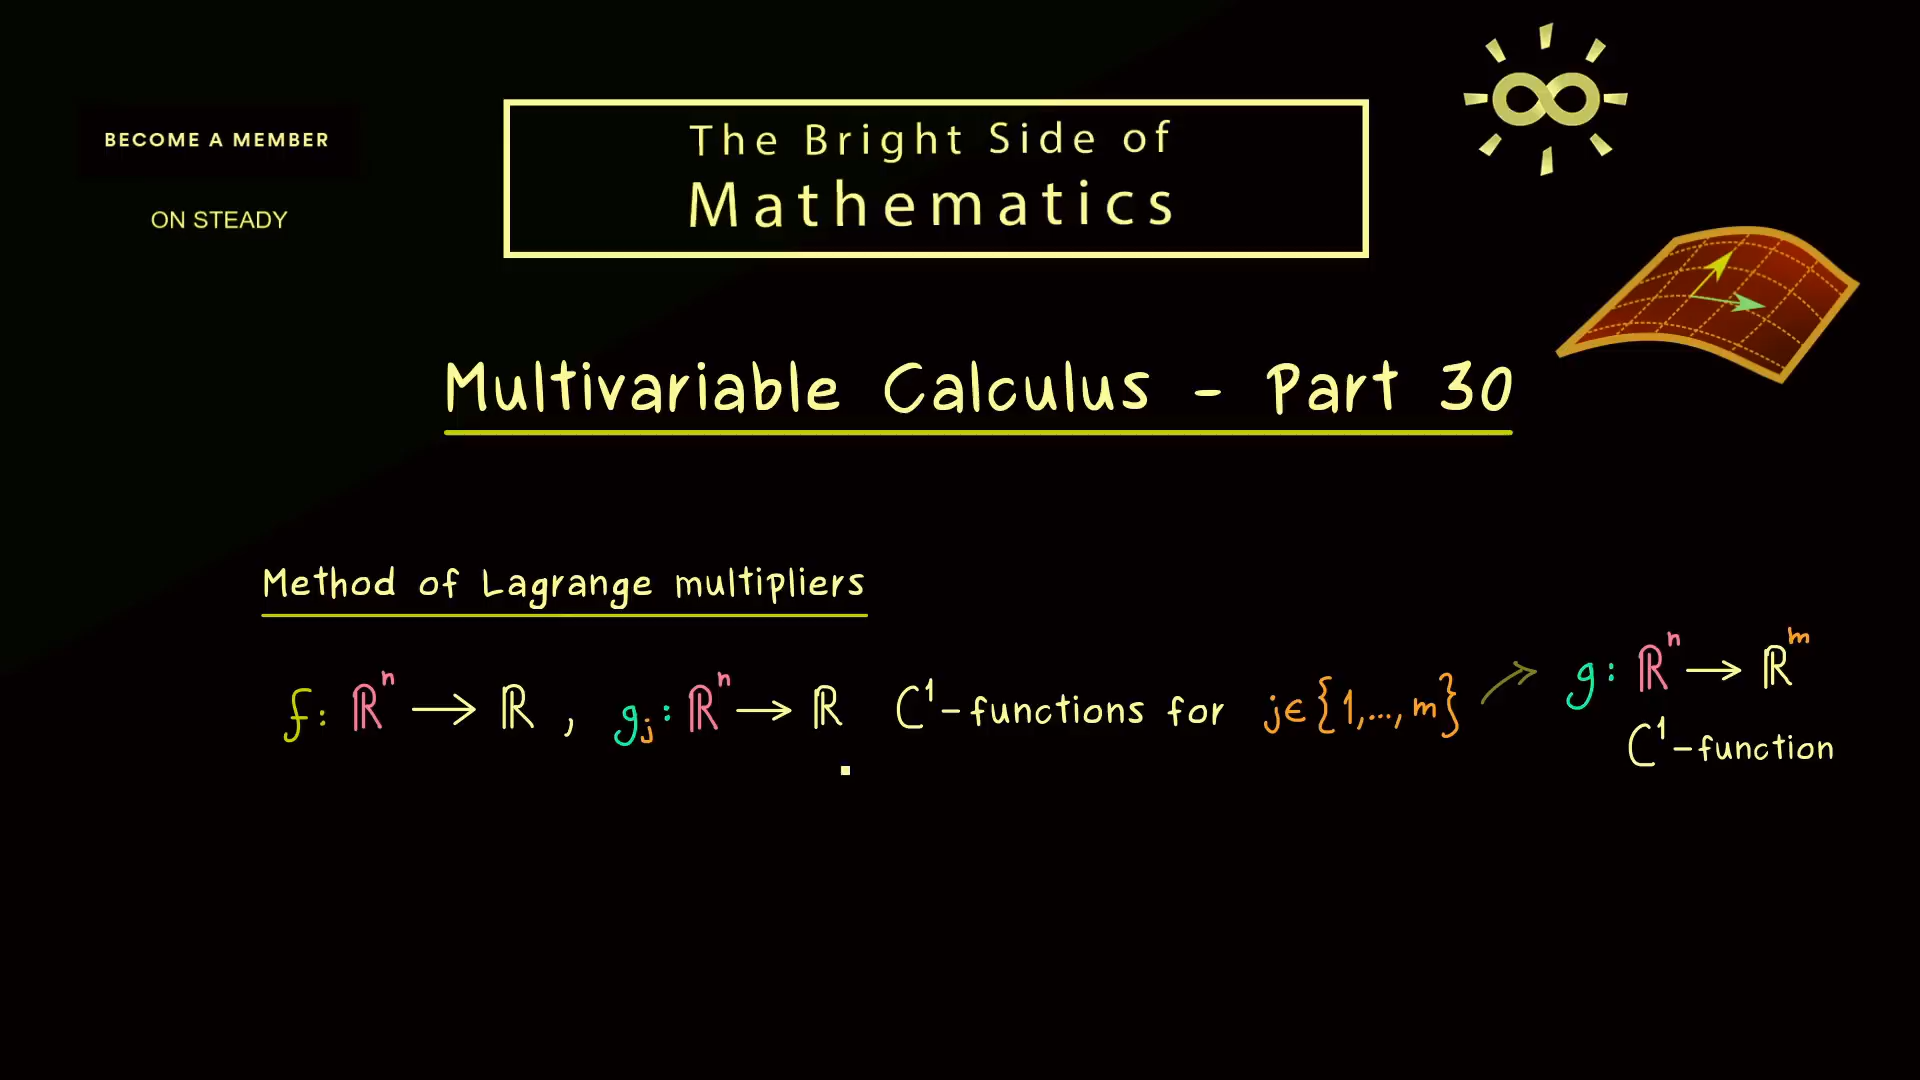 BECOME A MEMBER
ON STEADY
The Bright Side of
Mathematics
Multivariable Calculus - Part 30
Method of Lagrange multipliers
f: ℝⁿ ⟶ ℝ , gⱼ: ℝⁿ ⟶ ℝ C¹-functions for j∈{1,...,m} g: ℝⁿ ⟶ ℝᵐ
C¹-function